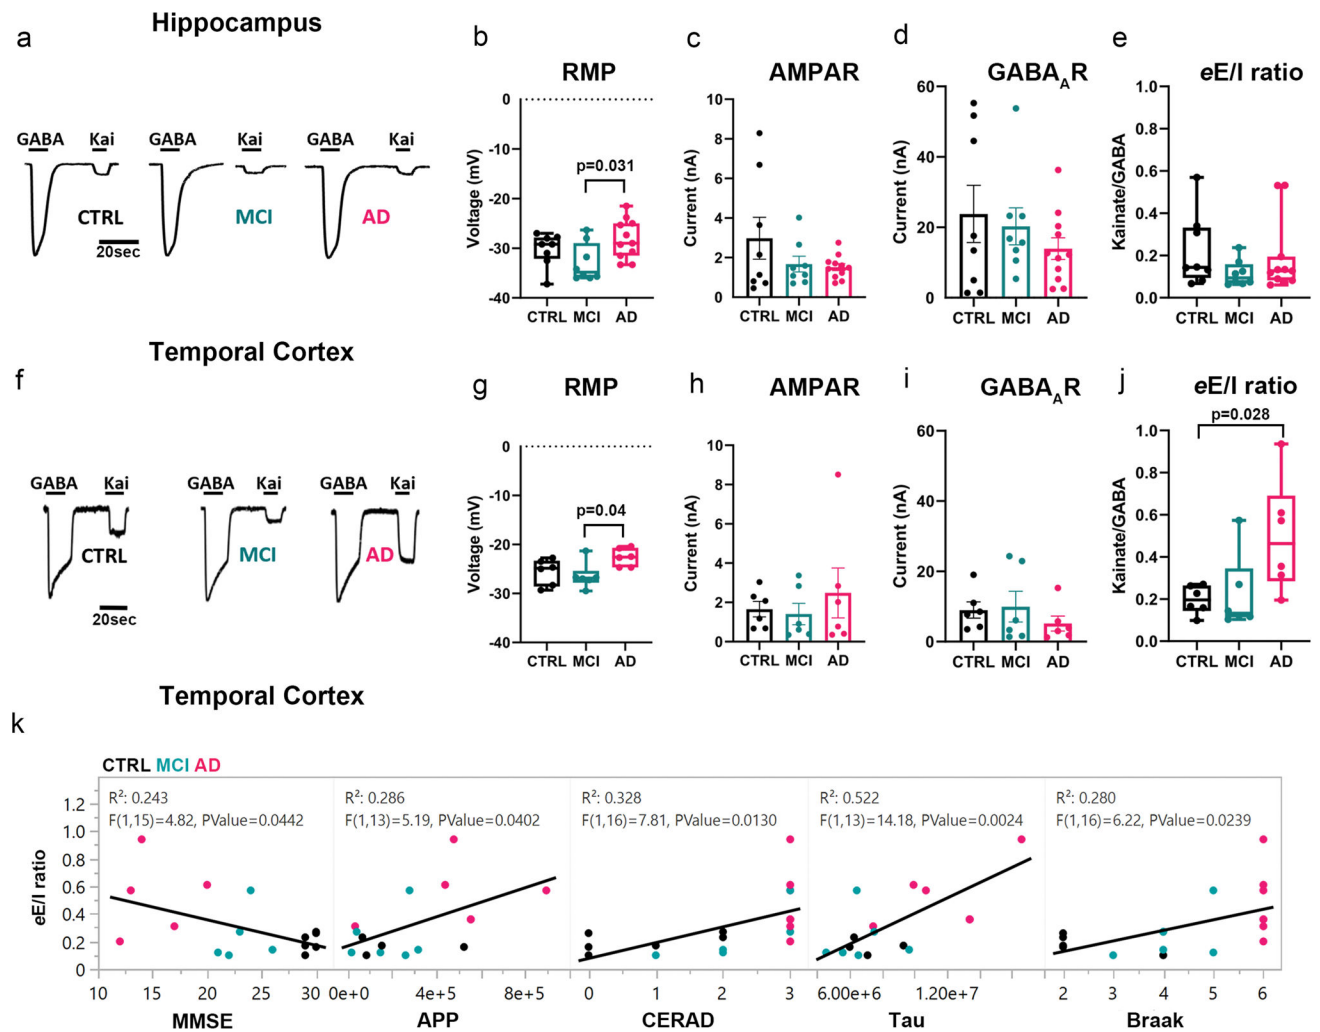 Hippocampus
a
GABA Kai GABA Kai GABA Kai
CTRL MCI AD
20sec
b
RMP
Voltage (mV)
0
-10
-20
-30
-40
p=0.031
CTRL MCI AD
c
AMPAR
Current (nA)
10
8
6
4
2
0
CTRL MCI AD
d
GABA_AR
Current (nA)
60
40
20
0
CTRL MCI AD
e
eE/I ratio
Kainate/GABA
1.0
0.8
0.6
0.4
0.2
0.0
CTRL MCI AD
Temporal Cortex
f
GABA Kai GABA Kai GABA Kai
CTRL MCI AD
20sec
g
RMP
Voltage (mV)
0
-10
-20
-30
-40
p=0.04
CTRL MCI AD
h
AMPAR
Current (nA)
10
8
6
4
2
0
CTRL MCI AD
i
GABA_AR
Current (nA)
60
40
20
0
CTRL MCI AD
j
eE/I ratio
p=0.028
Kainate/GABA
1.0
0.8
0.6
0.4
0.2
0.0
CTRL MCI AD
Temporal Cortex
k
CTRL MCI AD
eE/I ratio
1.2
1.0
0.8
0.6
0.4
0.2
0
R²: 0.243
F(1,15)=4.82, PValue=0.0442
10 15 20 25 30
MMSE
R²: 0.286
F(1,13)=5.19, PValue=0.0402
0e+0 4e+5 8e+5
APP
R²: 0.328
F(1,16)=7.81, PValue=0.0130
0 1 2 3
CERAD
R²: 0.522
F(1,13)=14.18, PValue=0.0024
6.00e+6 1.20e+7
Tau
R²: 0.280
F(1,16)=6.22, PValue=0.0239
2 3 4 5 6
Braak